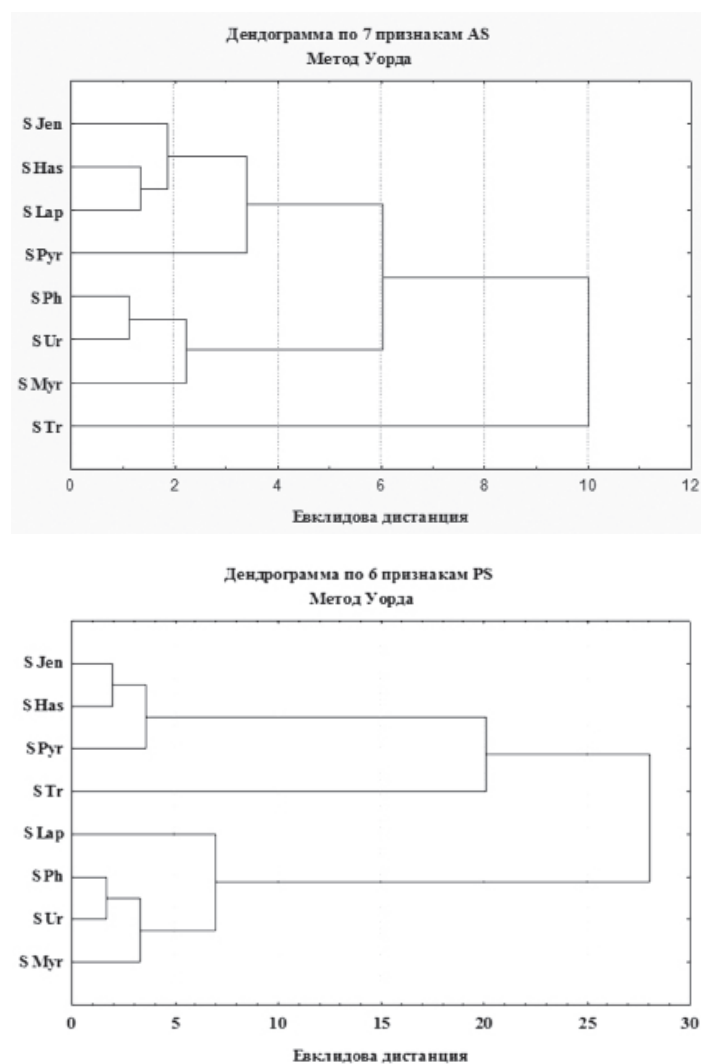 Дендограмма по 7 признакам AS
Метод Уорда
S Jen
S Has
S Lap
S Pyr
S Ph
S Ur
S Myr
S Tr
0 2 4 6 8 10 12
Евклидова дистанция
Дендрограмма по 6 признакам PS
Метод Уорда
S Jen
S Has
S Pyr
S Tr
S Lap
S Ph
S Ur
S Myr
0 5 10 15 20 25 30
Евклидова дистанция